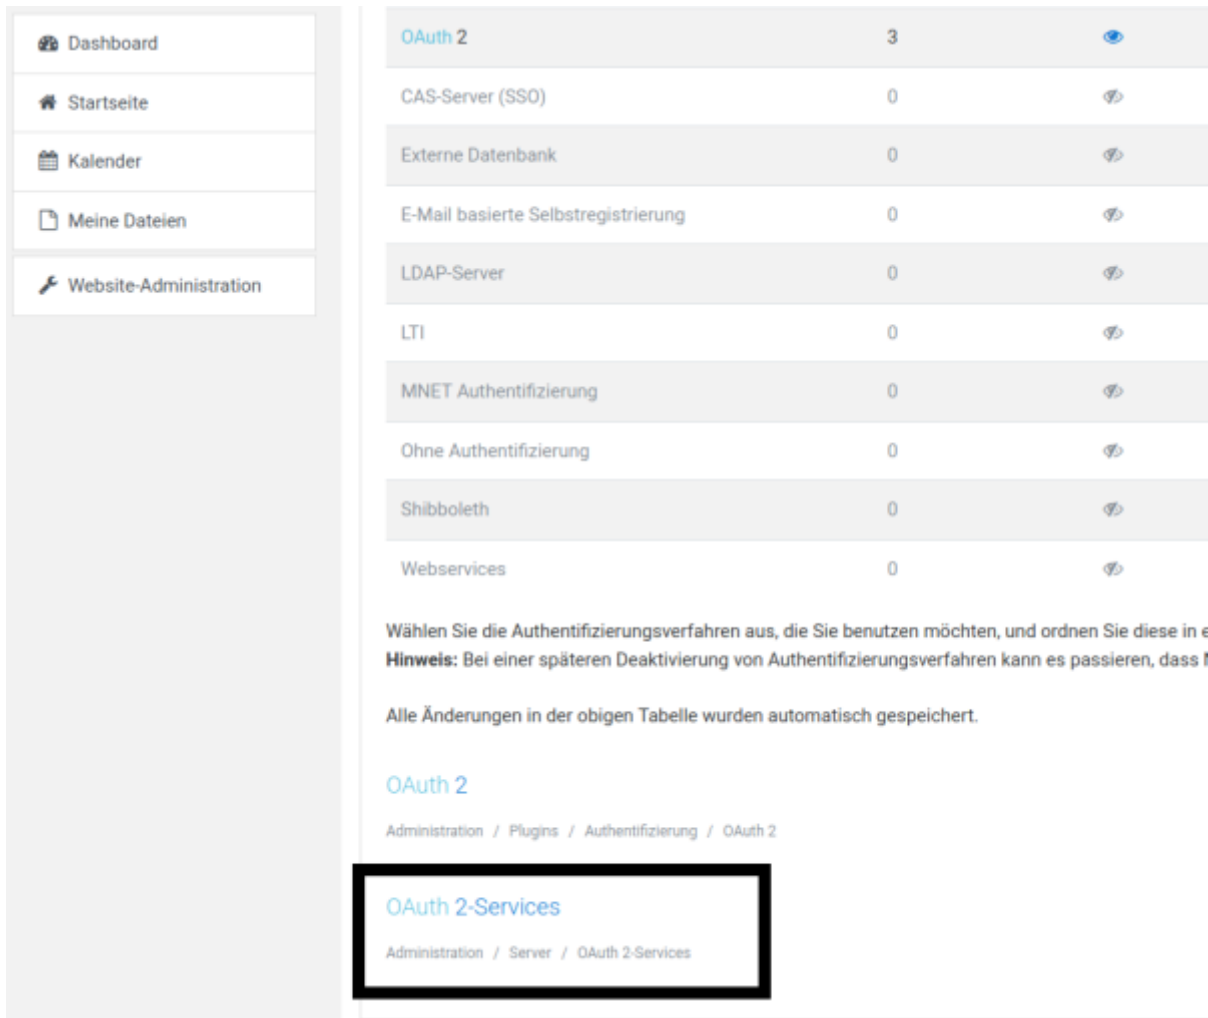 Dashboard
Startseite
Kalender
Meine Dateien
Website-Administration
OAuth 2 3
CAS-Server (SSO) 0
Externe Datenbank 0
E-Mail basierte Selbstregistrierung 0
LDAP-Server 0
LTI 0
MNET Authentifizierung 0
Ohne Authentifizierung 0
Shibboleth 0
Webservices 0
Wählen Sie die Authentifizierungsverfahren aus, die Sie benutzen möchten, und ordnen Sie diese in
Hinweis: Bei einer späteren Deaktivierung von Authentifizierungsverfahren kann es passieren, dass
Alle Änderungen in der obigen Tabelle wurden automatisch gespeichert.
OAuth 2
Administration / Plugins / Authentifizierung / OAuth 2
OAuth 2-Services
Administration / Server / OAuth 2-Services